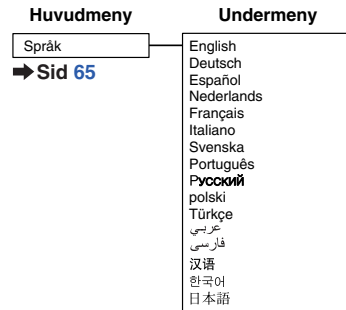 Huvudmeny
Undermeny
Språk
➡ Sid 65
English
Deutsch
Español
Nederlands
Français
Italiano
Svenska
Português
Русский
polski
Türkçe
عربي
فارسی
汉语
한국어
日本語